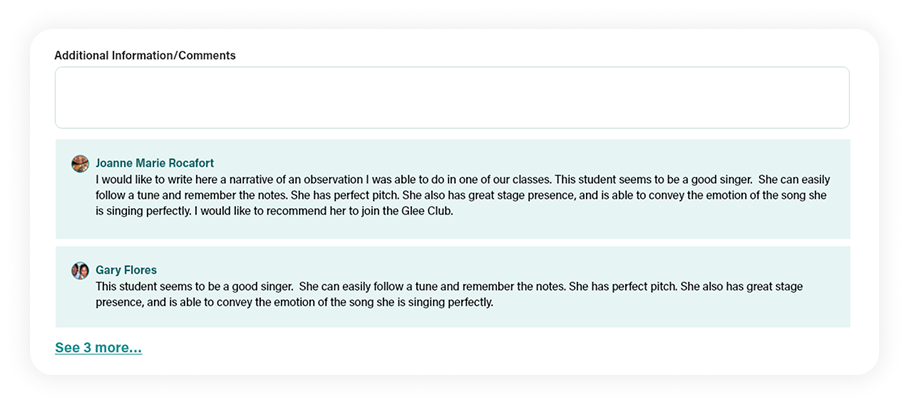 Additional Information/Comments
Joanne Marie Rocafort
I would like to write here a narrative of an observation I was able to do in one of our classes. This student seems to be a good singer.  She can easily
follow a tune and remember the notes. She has perfect pitch. She also has great stage presence, and is able to convey the emotion of the song she
is singing perfectly. I would like to recommend her to join the Glee Club.
Gary Flores
This student seems to be a good singer.  She can easily follow a tune and remember the notes. She has perfect pitch. She also has great stage
presence, and is able to convey the emotion of the song she is singing perfectly.
See 3 more...